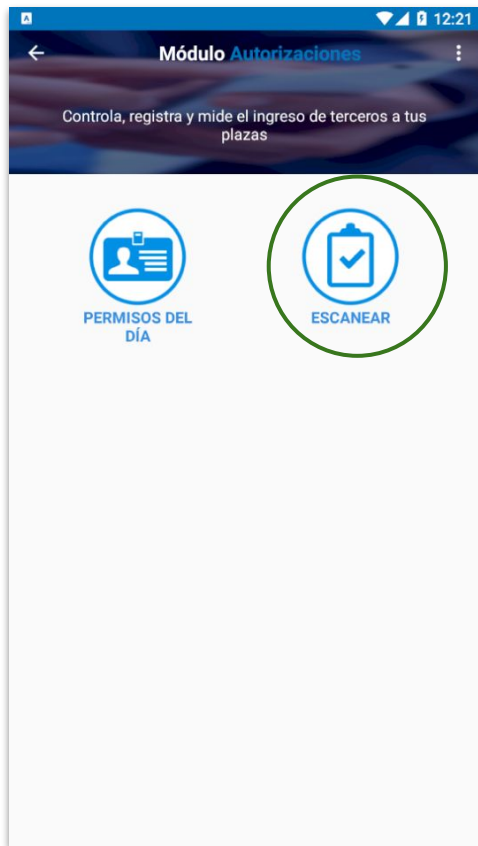 12:21
Módulo Autorizaciones
Controla, registra y mide el ingreso de terceros a tus
plazas
PERMISOS DEL
DÍA
ESCANEAR